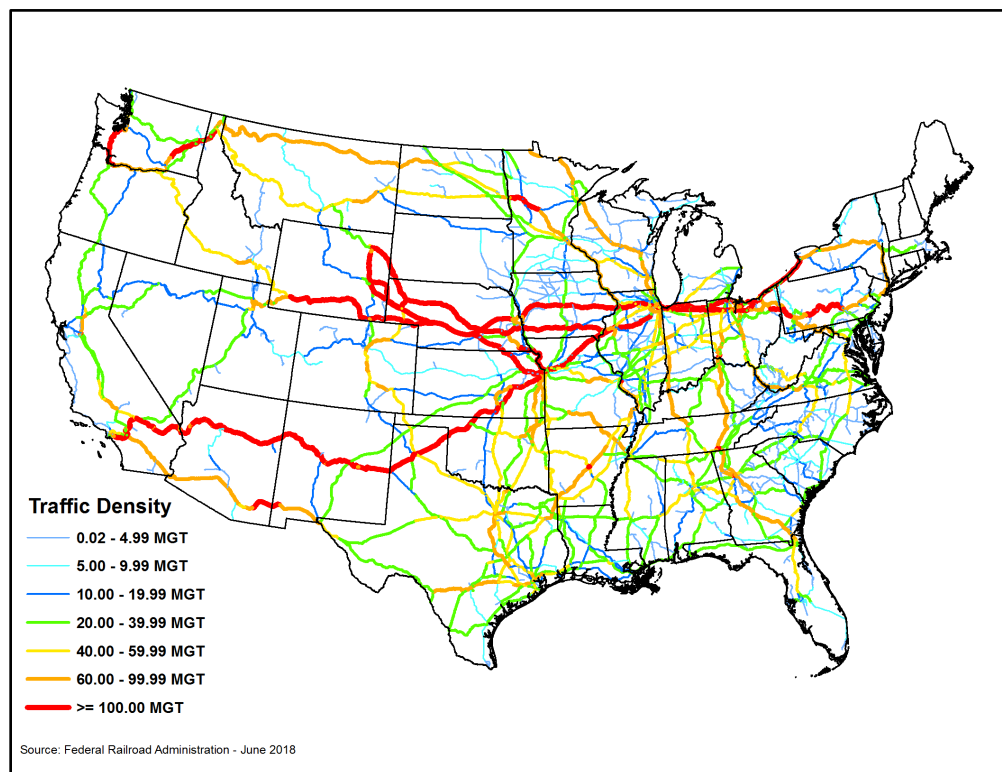 Traffic Density
0.02 - 4.99 MGT
5.00 - 9.99 MGT
10.00 - 19.99 MGT
20.00 - 39.99 MGT
40.00 - 59.99 MGT
60.00 - 99.99 MGT
>= 100.00 MGT
Source: Federal Railroad Administration - June 2018